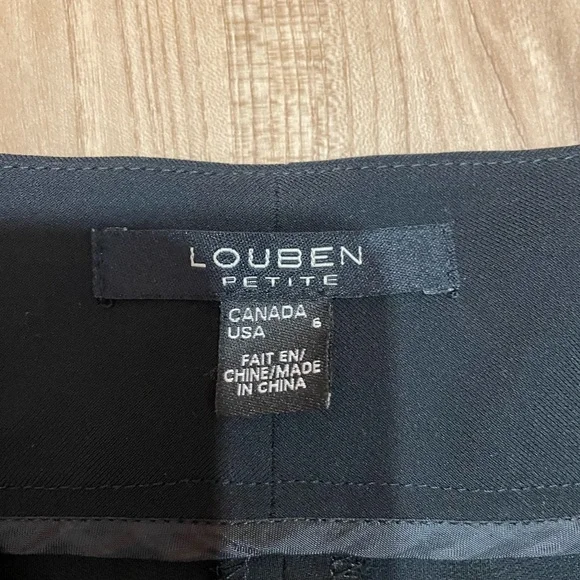 LOUBEN
PETITE
CANADA 6
USA
FAIT EN/
CHINE/MADE
IN CHINA